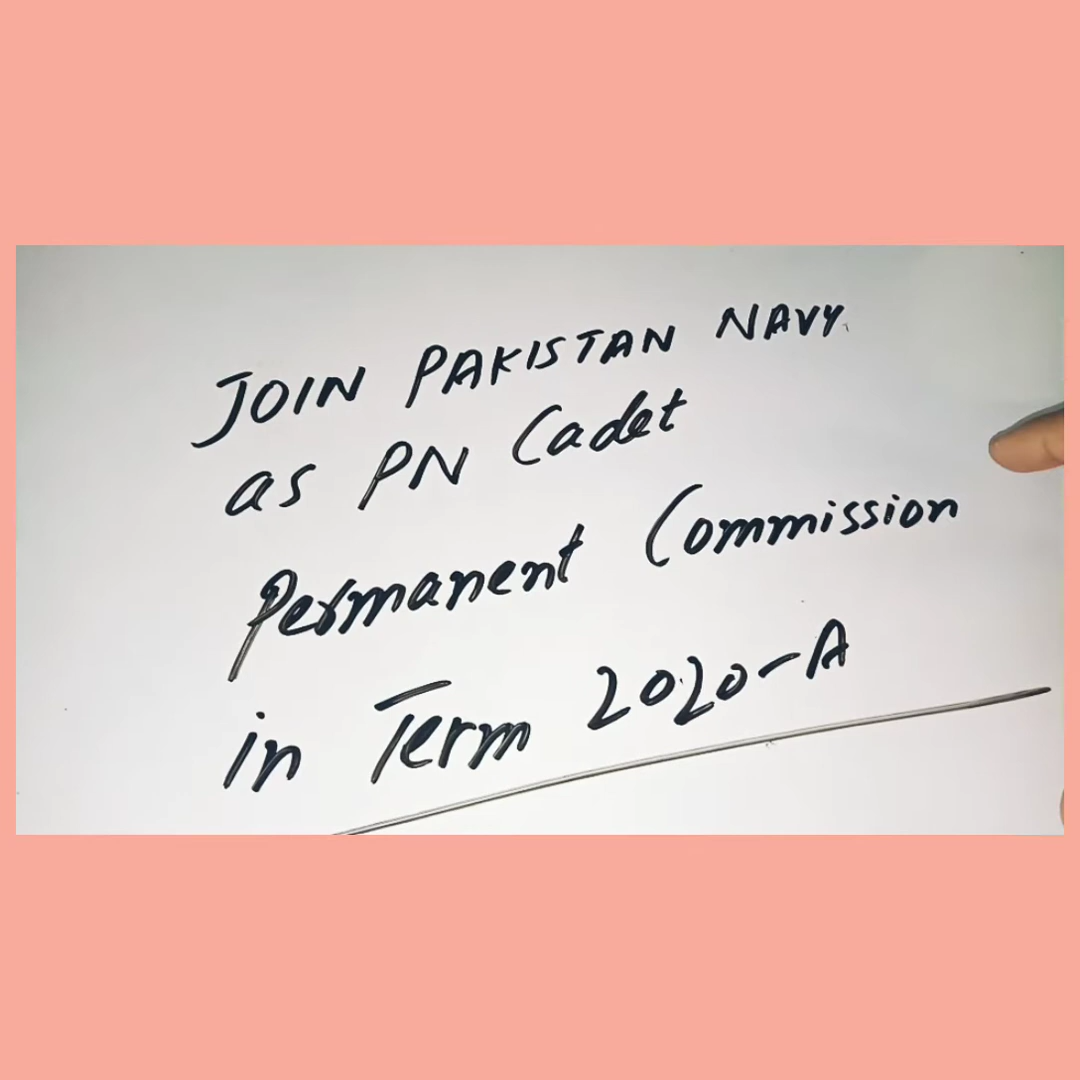 JOIN PAKISTAN NAVY.
as PN Cadet
Permanent Commission
in Term 2020-A